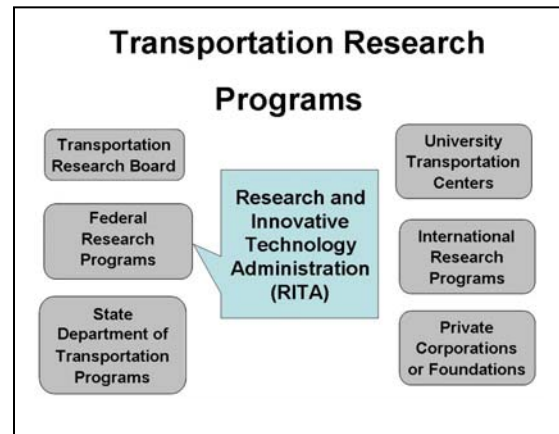 Transportation Research
Programs
Transportation
Research Board
Federal
Research
Programs
State
Department of
Transportation
Programs
Research and
Innovative
Technology
Administration
(RITA)
University
Transportation
Centers
International
Research
Programs
Private
Corporations
or Foundations